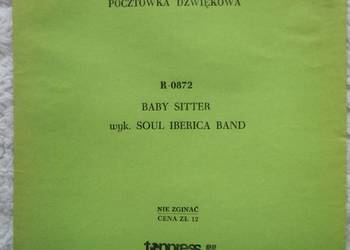 POCZTÓWKA DŹWIĘKOWA
R-0872
BABY SITTER
wyk. SOUL IBERICA BAND
NIE ZGINAĆ
CENA ZŁ 12
tonpress